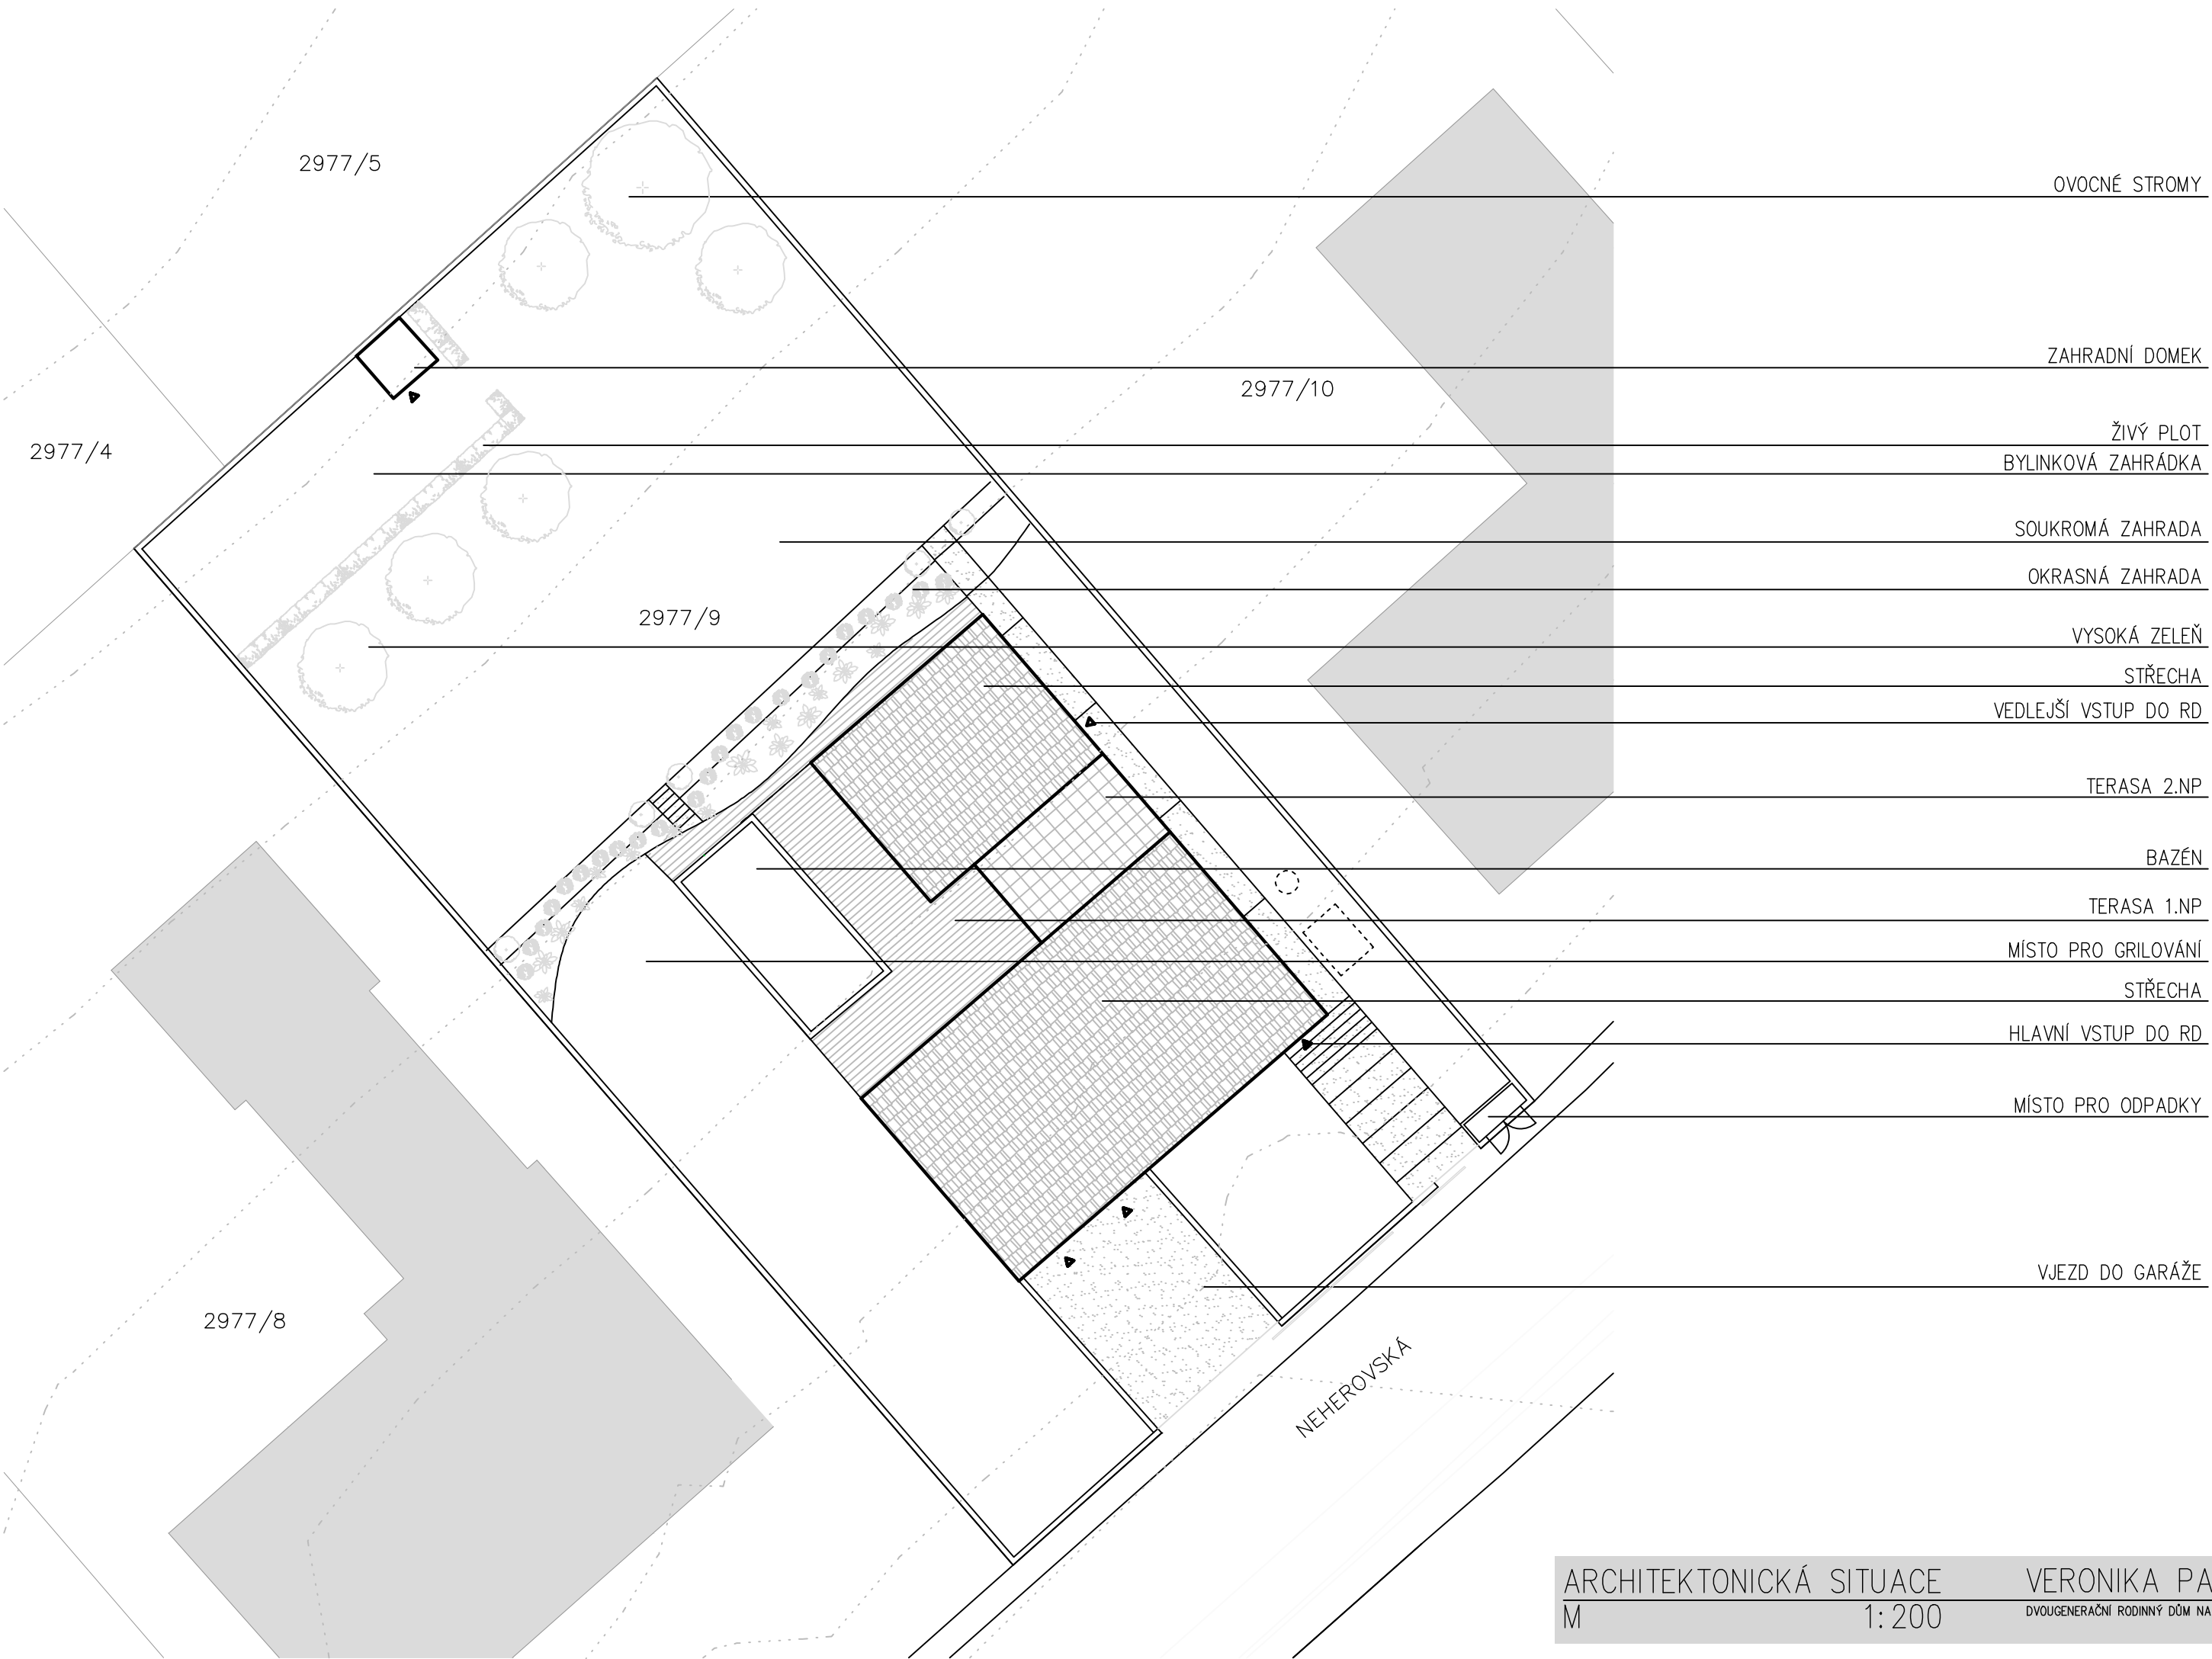 2977/5
OVOCNÉ STROMY
ZAHRADNÍ DOMEK
2977/10
ŽIVÝ PLOT
2977/4
BYLINKOVÁ ZAHRÁDKA
SOUKROMÁ ZAHRADA
OKRASNÁ ZAHRADA
2977/9
VYSOKÁ ZELEŇ
STŘECHA
VEDLEJŠÍ VSTUP DO RD
TERASA 2.NP
BAZÉN
TERASA 1.NP
MÍSTO PRO GRILOVÁNÍ
STŘECHA
HLAVNÍ VSTUP DO RD
MÍSTO PRO ODPADKY
VJEZD DO GARÁŽE
2977/8
NEHEROVSKÁ
ARCHITEKTONICKÁ SITUACE
M 1:200
VERONIKA PA
DVOUGENERAČNÍ RODINNÝ DŮM NA